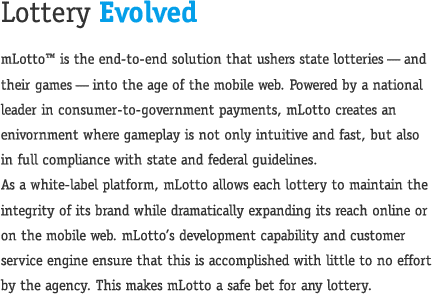 Lottery Evolved
mLotto™ is the end-to-end solution that ushers state lotteries — and
their games — into the age of the mobile web. Powered by a national
leader in consumer-to-government payments, mLotto creates an
enivornment where gameplay is not only intuitive and fast, but also
in full compliance with state and federal guidelines.
As a white-label platform, mLotto allows each lottery to maintain the
integrity of its brand while dramatically expanding its reach online or
on the mobile web. mLotto's development capability and customer
service engine ensure that this is accomplished with little to no effort
by the agency. This makes mLotto a safe bet for any lottery.